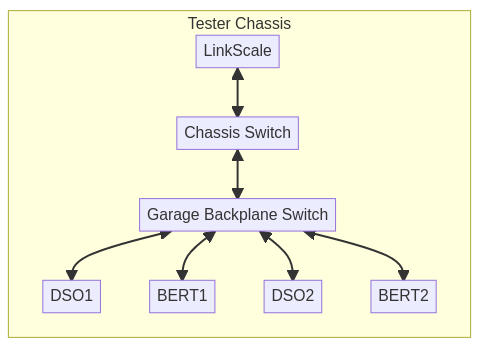 Tester Chassis
LinkScale
Chassis Switch
Garage Backplane Switch
DSO1
BERT1
DSO2
BERT2